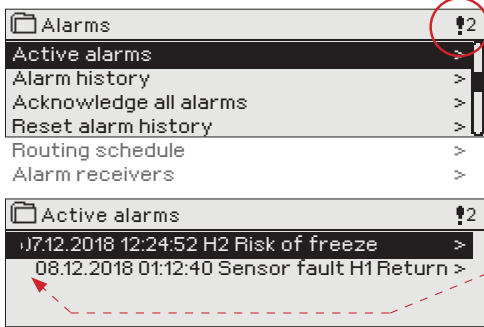 Alarms 2
Active alarms >
Alarm history >
Acknowledge all alarms >
Reset alarm history >
Routing schedule >
Alarm receivers >
Active alarms 2
07.12.2018 12:24:52 H2 Risk of freeze >
08.12.2018 01:12:40 Sensor fault H1 Return >